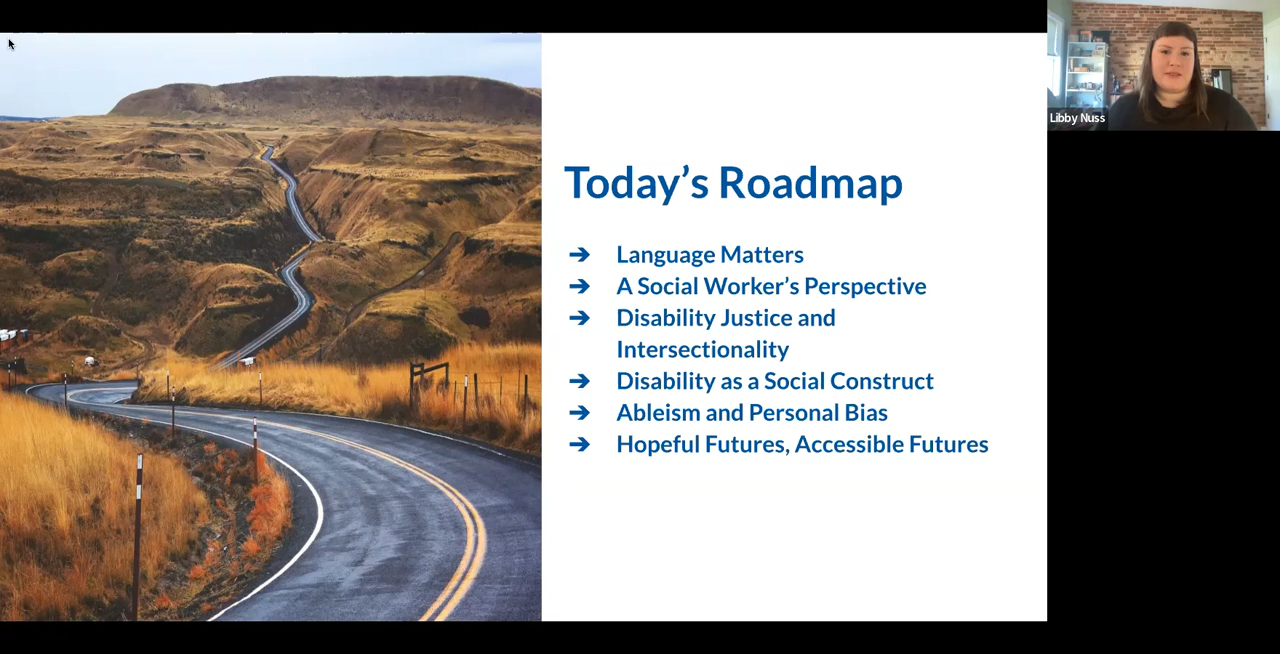 Today’s Roadmap
➔ Language Matters
➔ A Social Worker’s Perspective
➔ Disability Justice and
Intersectionality
➔ Disability as a Social Construct
➔ Ableism and Personal Bias
➔ Hopeful Futures, Accessible Futures
Libby Nuss